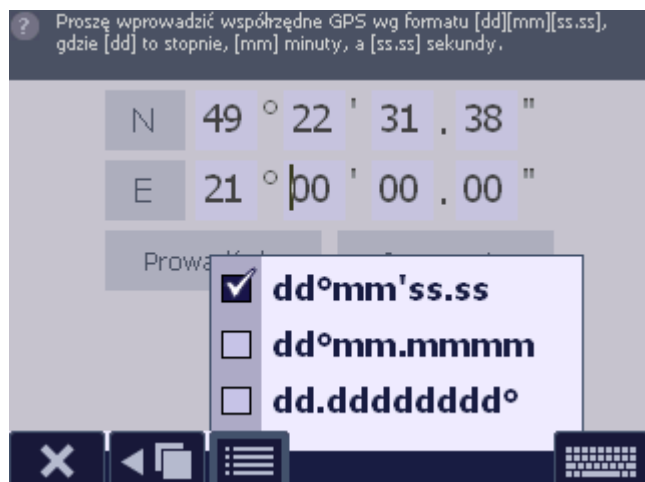 ? Proszę wprowadzić współrzędne GPS wg formatu [dd][mm][ss.ss],
gdzie [dd] to stopnie, [mm] minuty, a [ss.ss] sekundy.
N 49 ° 22 ' 31 . 38 "
E 21 ° 00 ' 00 . 00 "
dd°mm'ss.ss
dd°mm.mmmm
dd.dddddddd°